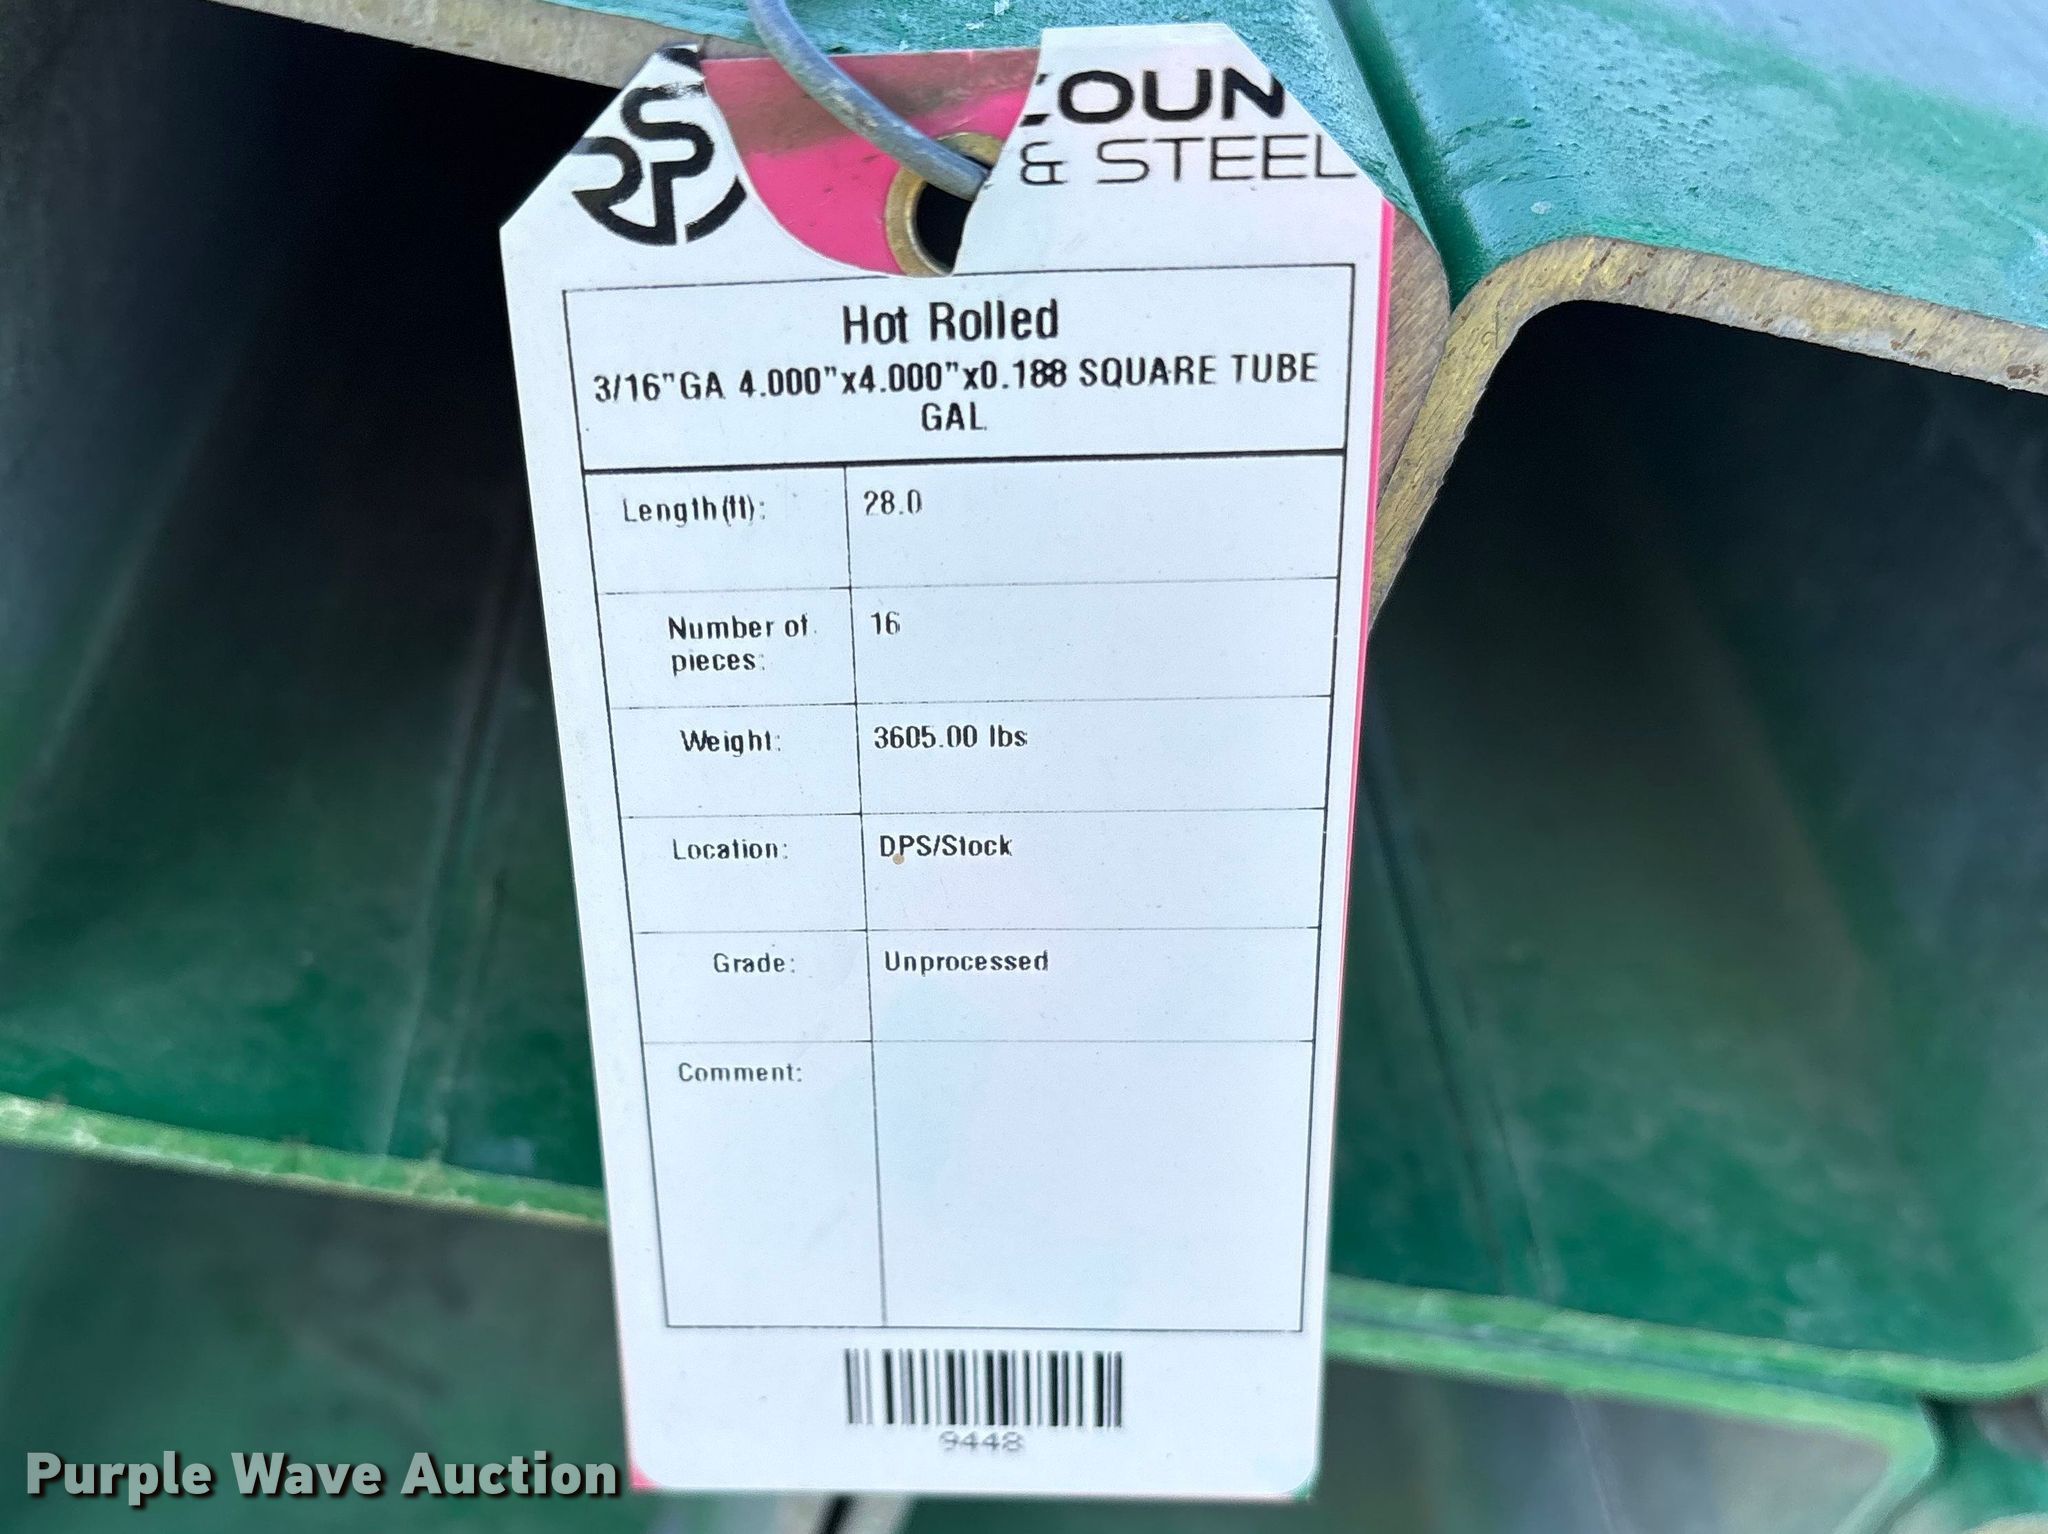 DPS
COUN
& STEEL
Hot Rolled
3/16"GA 4.000"x4.000"x0.188 SQUARE TUBE
GAL
Length(ft): 28.0
Number of pieces: 16
Weight: 3605.00 lbs
Location: DPS/Stock
Grade: Unprocessed
Comment:
9448
Purple Wave Auction